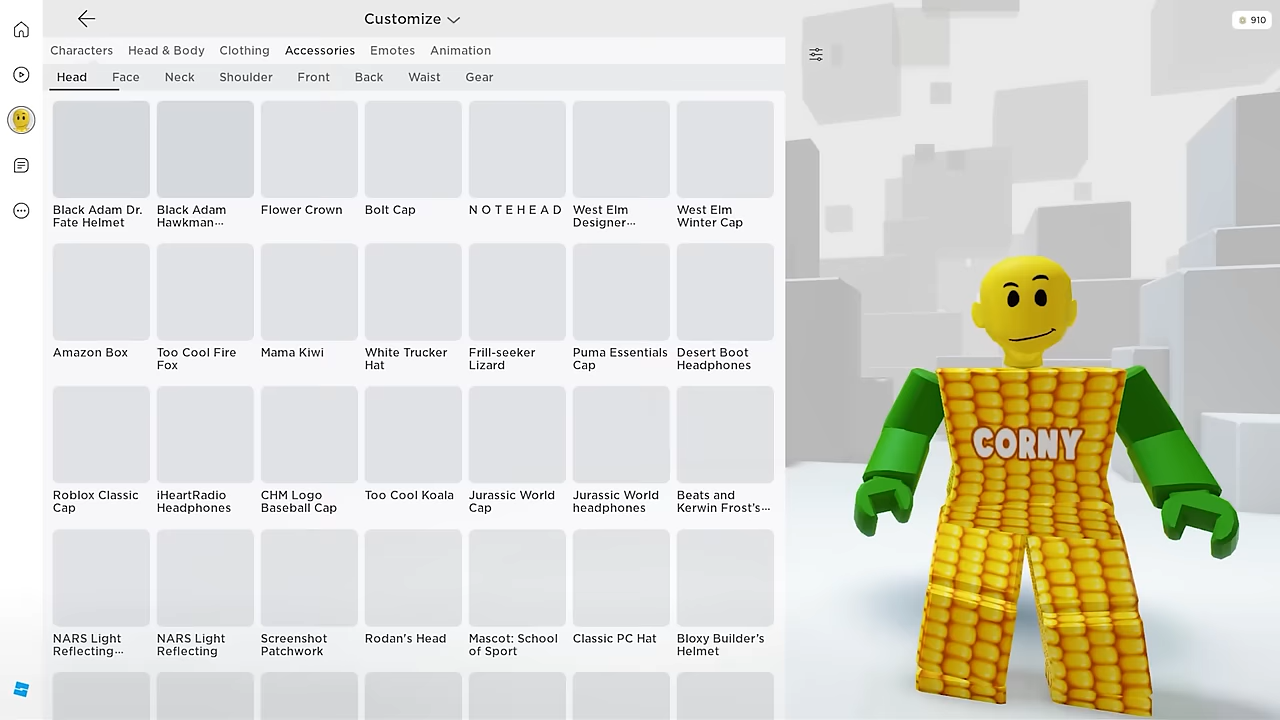 Customize
910
Characters Head & Body Clothing Accessories Emotes Animation
Head Face Neck Shoulder Front Back Waist Gear
Black Adam Dr.
Fate Helmet
Black Adam
Hawkman...
Flower Crown
Bolt Cap
N O T E H E A D
West Elm
Designer...
West Elm
Winter Cap
Amazon Box
Too Cool Fire
Fox
Mama Kiwi
White Trucker
Hat
Frill-seeker
Lizard
Puma Essentials
Cap
Desert Boot
Headphones
Roblox Classic
Cap
iHeartRadio
Headphones
CHM Logo
Baseball Cap
Too Cool Koala
Jurassic World
Cap
Jurassic World
headphones
Beats and
Kerwin Frost's...
NARS Light
Reflecting...
NARS Light
Reflecting
Screenshot
Patchwork
Rodan's Head
Mascot: School
of Sport
Classic PC Hat
Bloxy Builder's
Helmet
CORNY